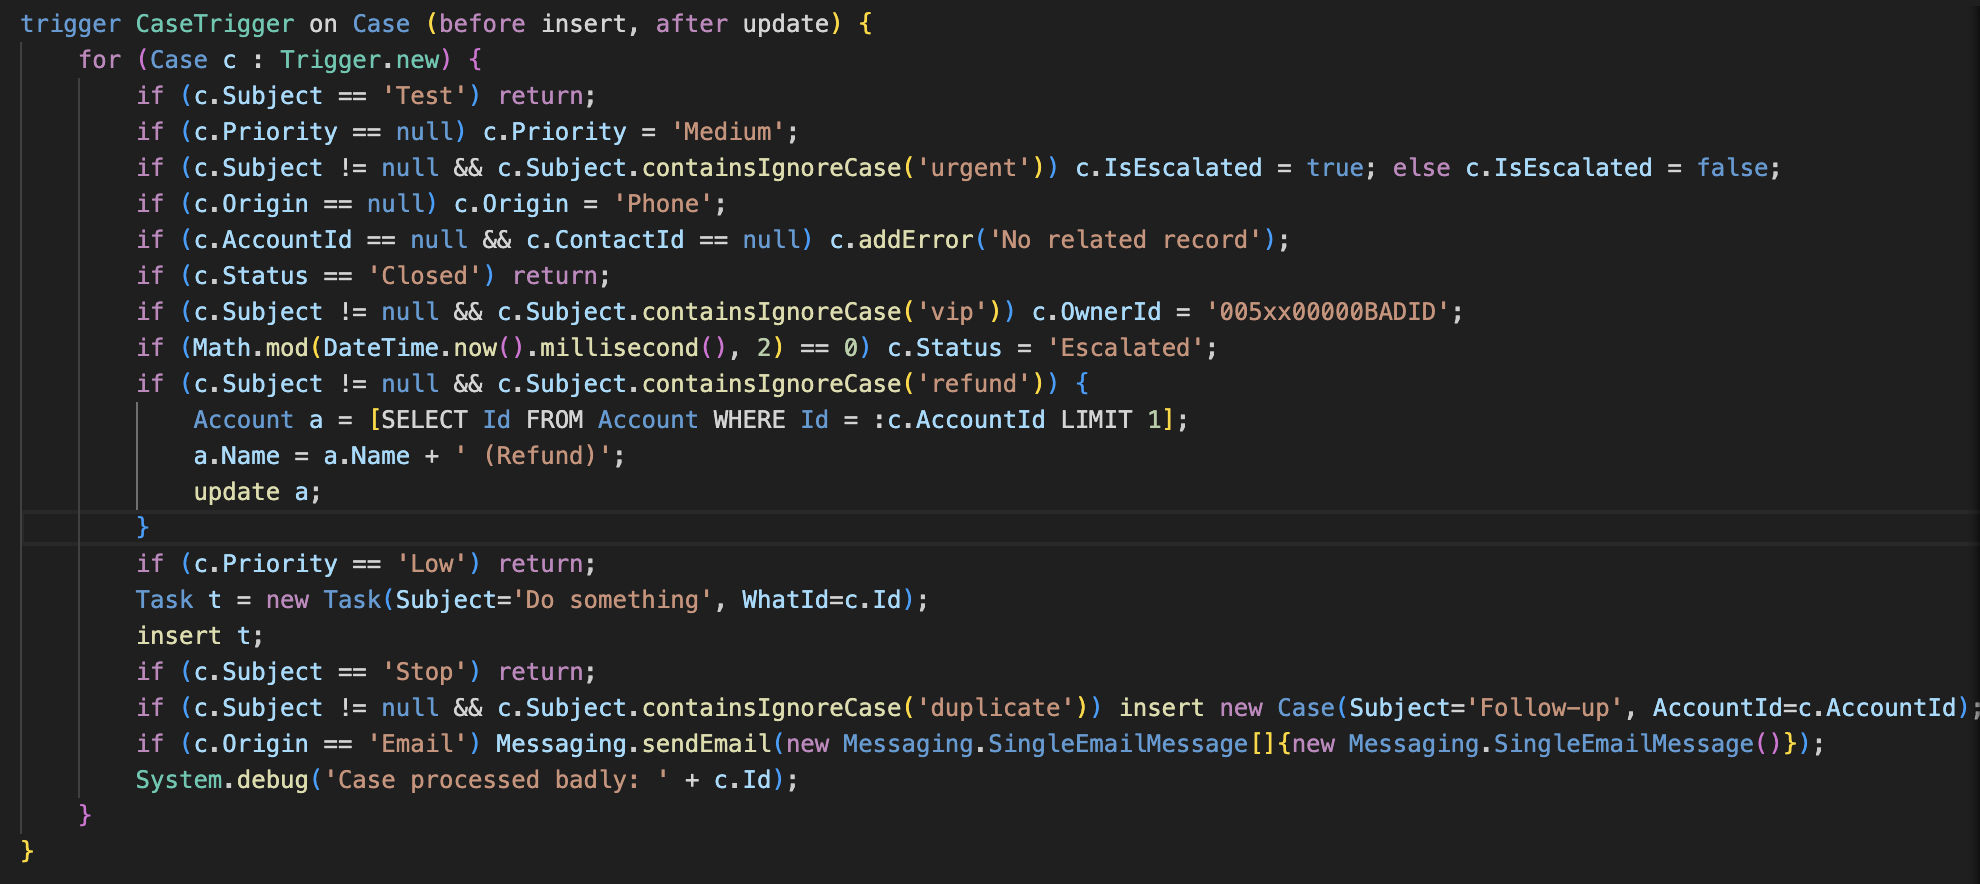 trigger CaseTrigger on Case (before insert, after update) {
    for (Case c : Trigger.new) {
        if (c.Subject == 'Test') return;
        if (c.Priority == null) c.Priority = 'Medium';
        if (c.Subject != null && c.Subject.containsIgnoreCase('urgent')) c.IsEscalated = true; else c.IsEscalated = false;
        if (c.Origin == null) c.Origin = 'Phone';
        if (c.AccountId == null && c.ContactId == null) c.addError('No related record');
        if (c.Status == 'Closed') return;
        if (c.Subject != null && c.Subject.containsIgnoreCase('vip')) c.OwnerId = '005xx00000BADID';
        if (Math.mod(DateTime.now().millisecond(), 2) == 0) c.Status = 'Escalated';
        if (c.Subject != null && c.Subject.containsIgnoreCase('refund')) {
            Account a = [SELECT Id FROM Account WHERE Id = :c.AccountId LIMIT 1];
            a.Name = a.Name + ' (Refund)';
            update a;
        }
        if (c.Priority == 'Low') return;
        Task t = new Task(Subject='Do something', WhatId=c.Id);
        insert t;
        if (c.Subject == 'Stop') return;
        if (c.Subject != null && c.Subject.containsIgnoreCase('duplicate')) insert new Case(Subject='Follow-up', AccountId=c.AccountId);
        if (c.Origin == 'Email') Messaging.sendEmail(new Messaging.SingleEmailMessage[]{new Messaging.SingleEmailMessage()});
        System.debug('Case processed badly: ' + c.Id);
    }
}